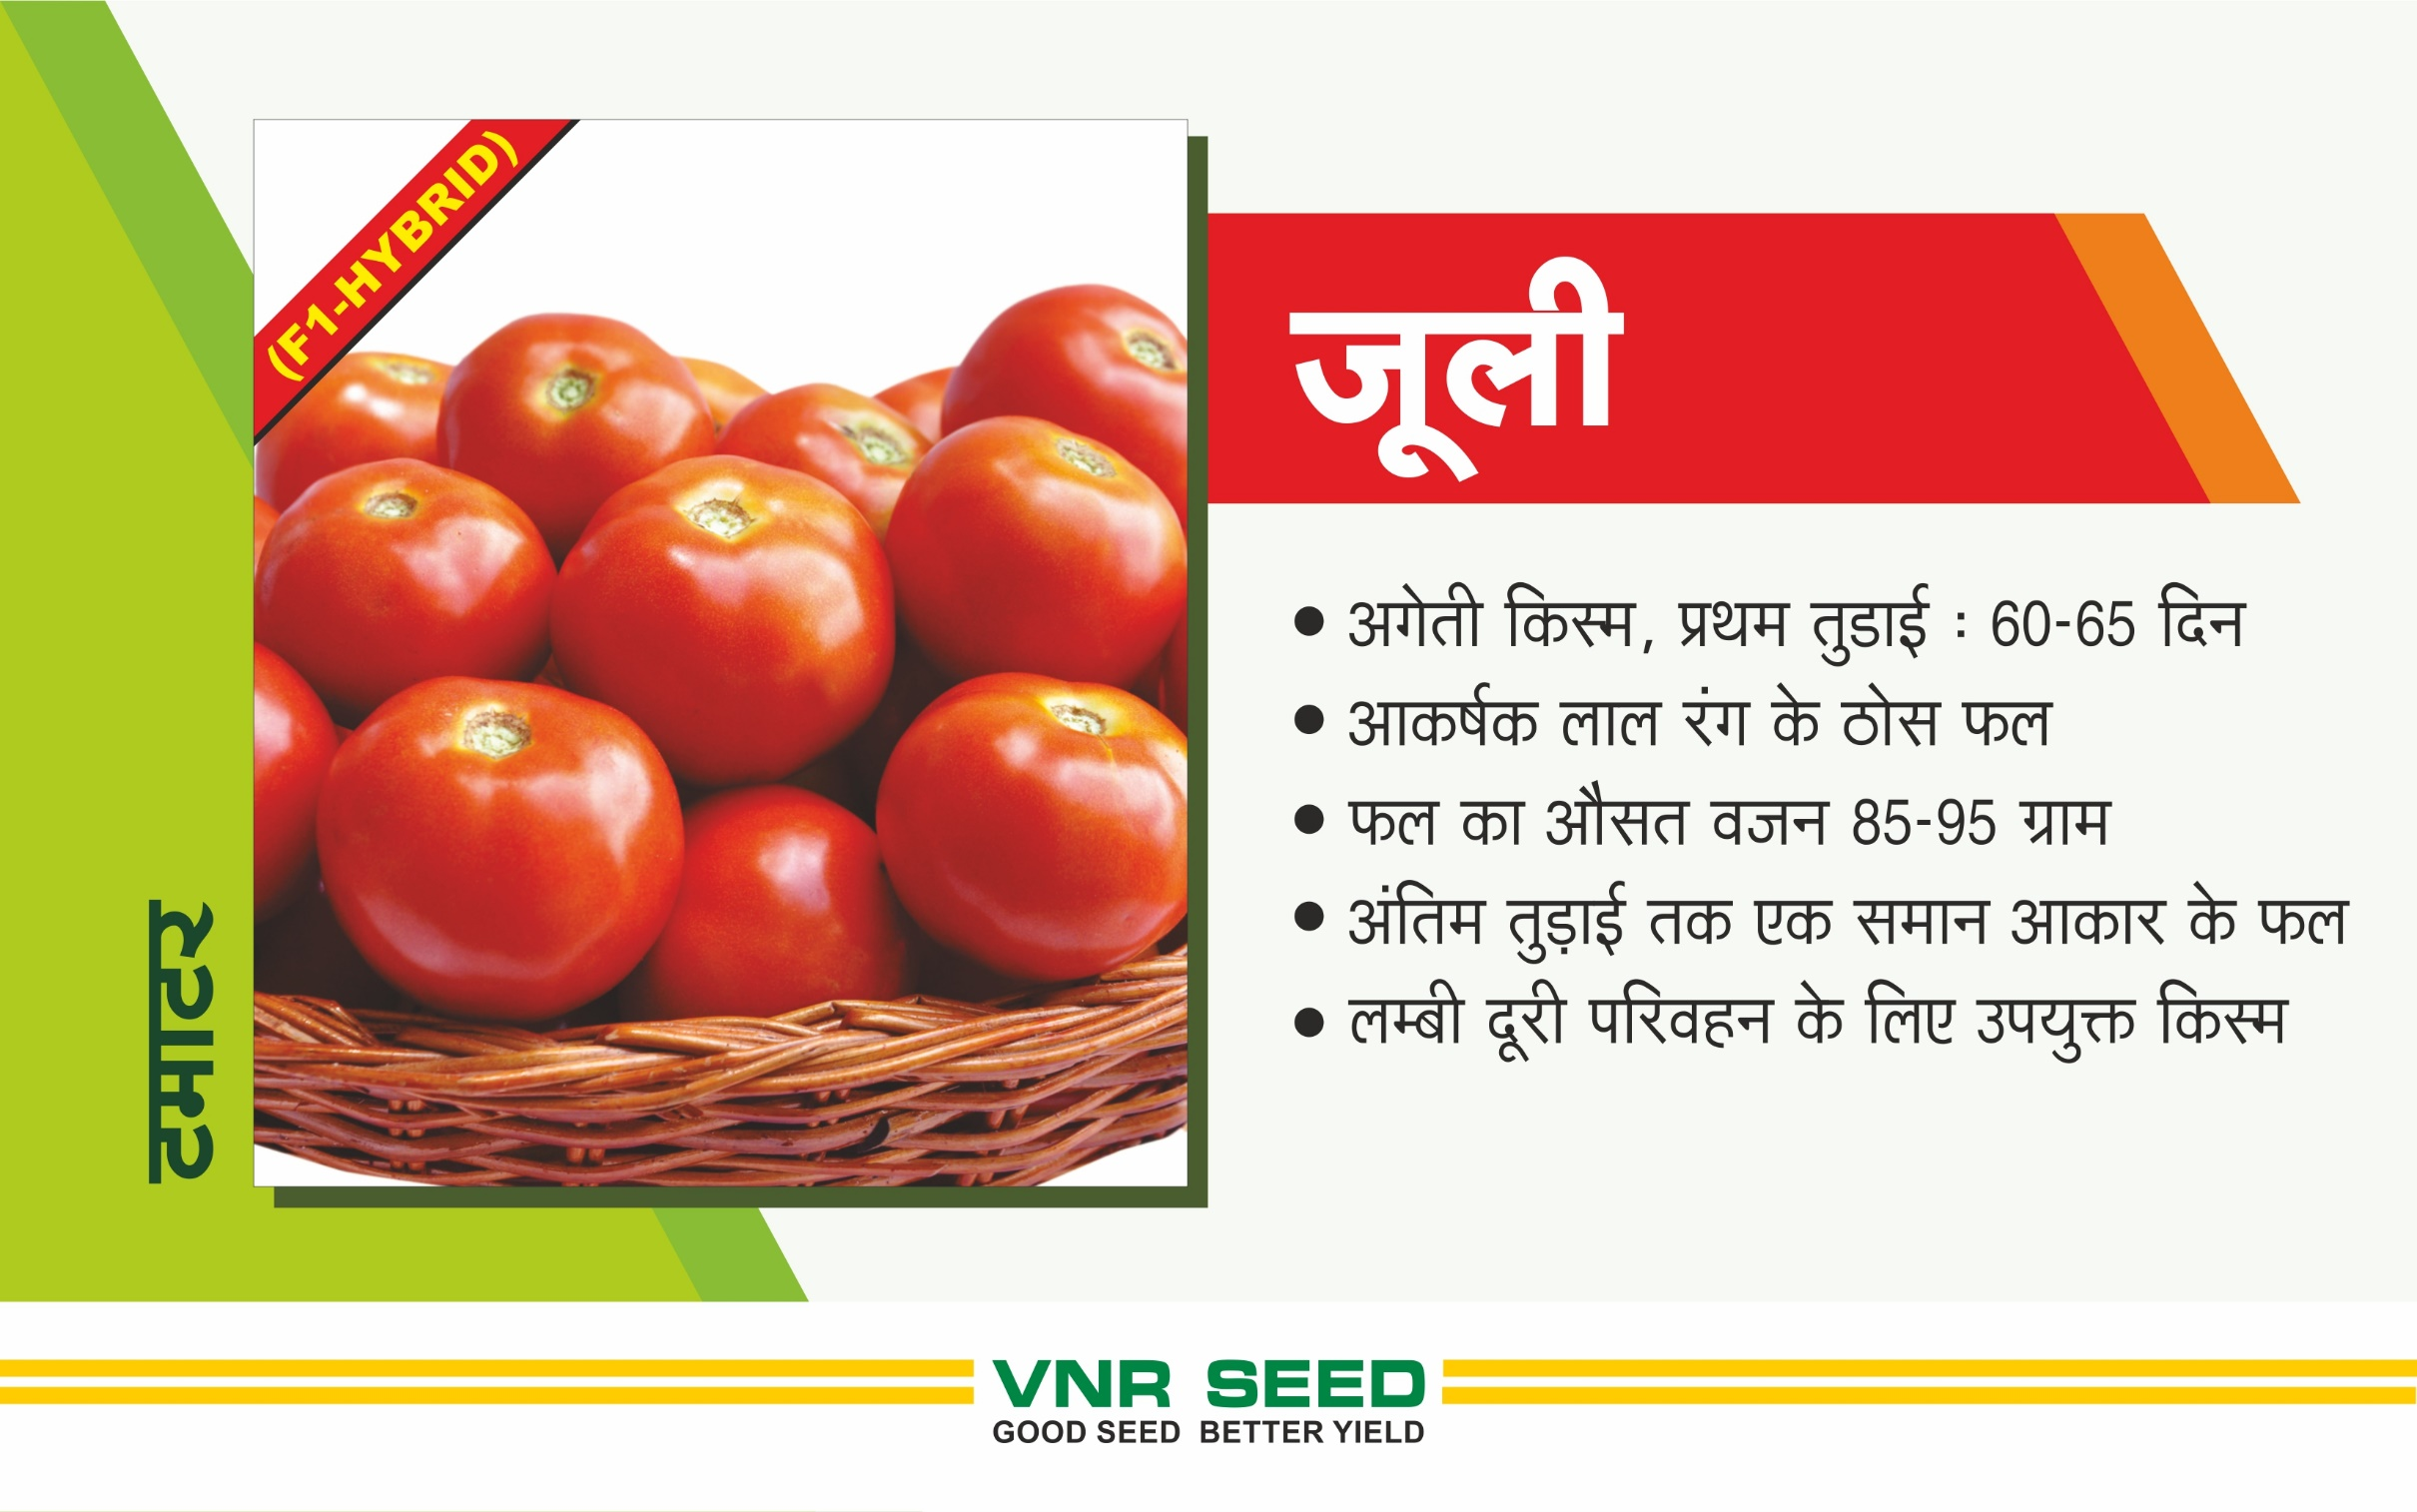 (F1-HYBRID)
टमाटर
जूली
● अगेती किस्म, प्रथम तुडाई : 60-65 दिन
● आकर्षक लाल रंग के ठोस फल
● फल का औसत वजन 85-95 ग्राम
● अंतिम तुड़ाई तक एक समान आकार के फल
● लम्बी दूरी परिवहन के लिए उपयुक्त किस्म
VNR SEED
GOOD SEED BETTER YIELD